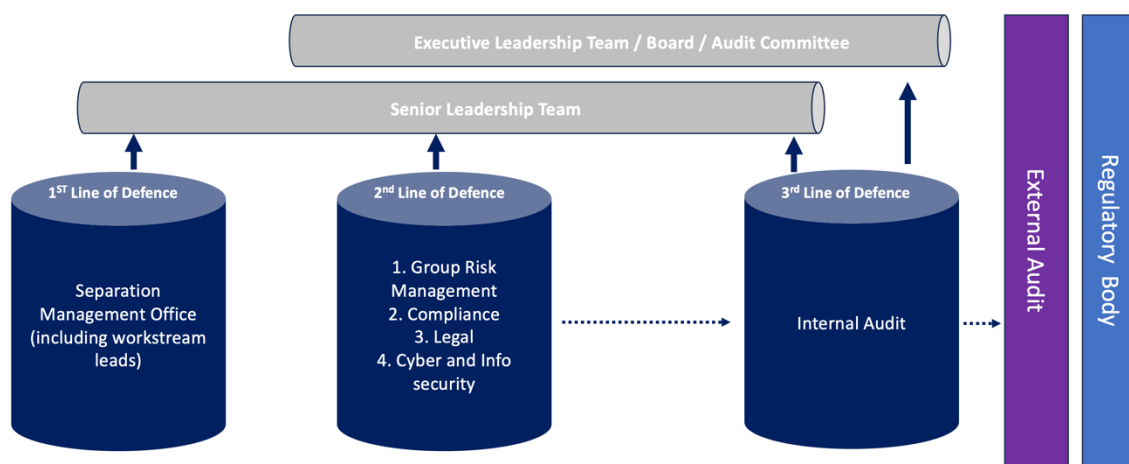 Executive Leadership Team / Board / Audit Committee
Senior Leadership Team
1ST Line of Defence
Separation
Management Office
(including workstream
leads)
2nd Line of Defence
1. Group Risk
Management
2. Compliance
3. Legal
4. Cyber and Info
security
3rd Line of Defence
Internal Audit
External Audit
Regulatory Body